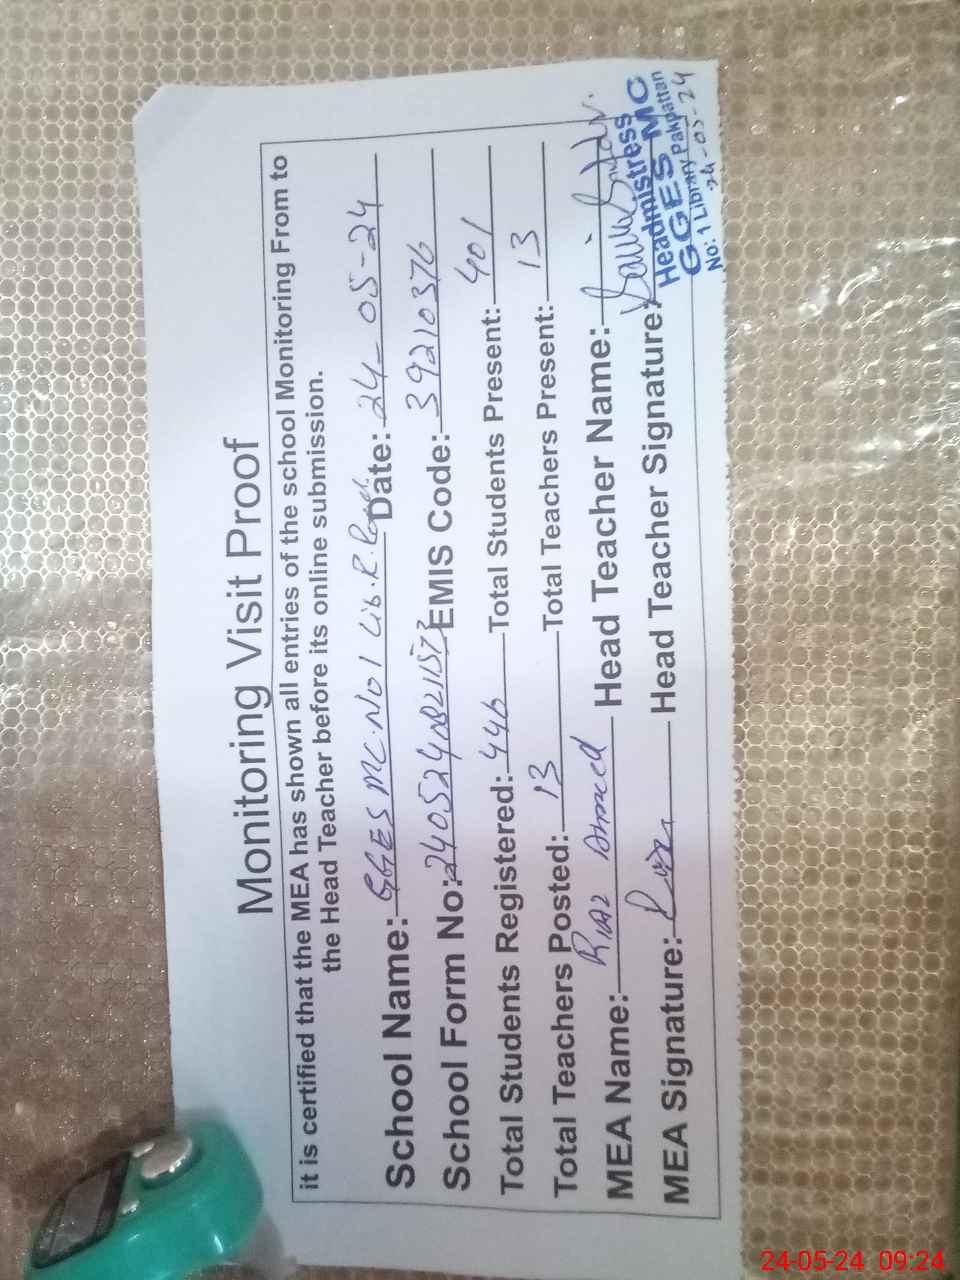 Monitoring Visit Proof
it is certified that the MEA has shown all entries of the school Monitoring From to
the Head Teacher before its online submission.
School Name: GGES MC.No1 Lib.R. Date: 24-05-24
School Form No: 24052408211573 EMIS Code: 39210376
Total Students Registered: 446 Total Students Present: 401
Total Teachers Posted: 13 Total Teachers Present: 13
MEA Name: Riaz Ahmed Head Teacher Name:
MEA Signature: Riaz Head Teacher Signature:
Headmistress
GGES MC
No: 1 Library Pakpattan
24-05-24
24-05-24 09:24